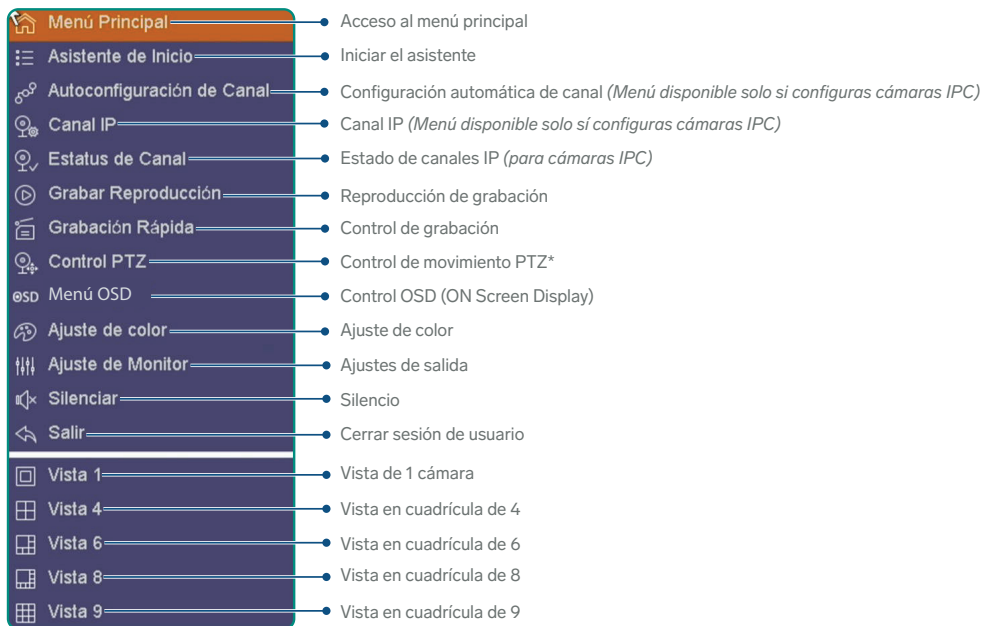 Menú Principal Acceso al menú principal
Asistente de Inicio Iniciar el asistente
Autoconfiguración de Canal Configuración automática de canal (Menú disponible solo si configuras cámaras IPC)
Canal IP Canal IP (Menú disponible solo sí configuras cámaras IPC)
Estatus de Canal Estado de canales IP (para cámaras IPC)
Grabar Reproducción Reproducción de grabación
Grabación Rápida Control de grabación
Control PTZ Control de movimiento PTZ*
OSD Menú OSD Control OSD (ON Screen Display)
Ajuste de color Ajuste de color
Ajuste de Monitor Ajustes de salida
Silenciar Silencio
Salir Cerrar sesión de usuario
Vista 1 Vista de 1 cámara
Vista 4 Vista en cuadrícula de 4
Vista 6 Vista en cuadrícula de 6
Vista 8 Vista en cuadrícula de 8
Vista 9 Vista en cuadrícula de 9